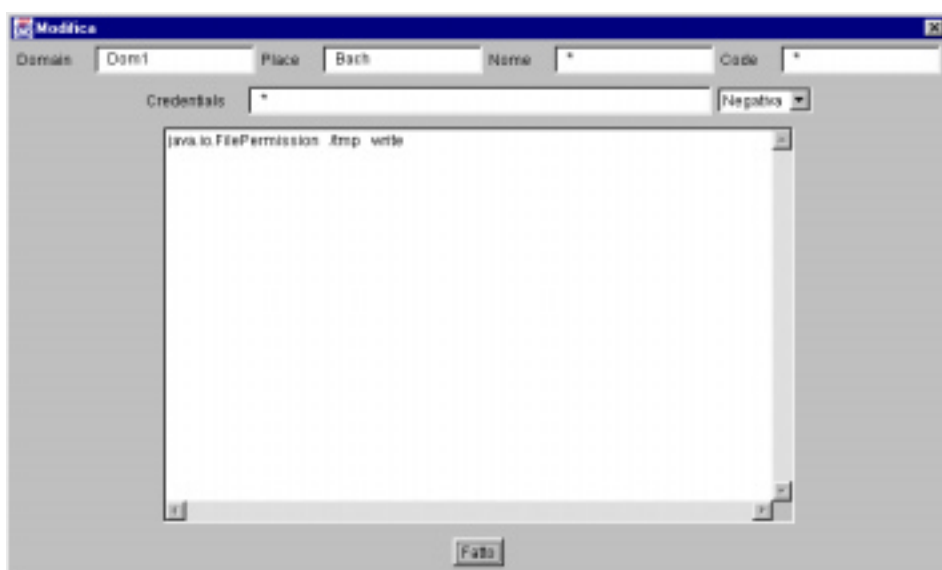 Modifica
Domain Dom1 Place Bach Nome * Code *
Credentials * Negativa
java.io.FilePermission /tmp write
Fatto